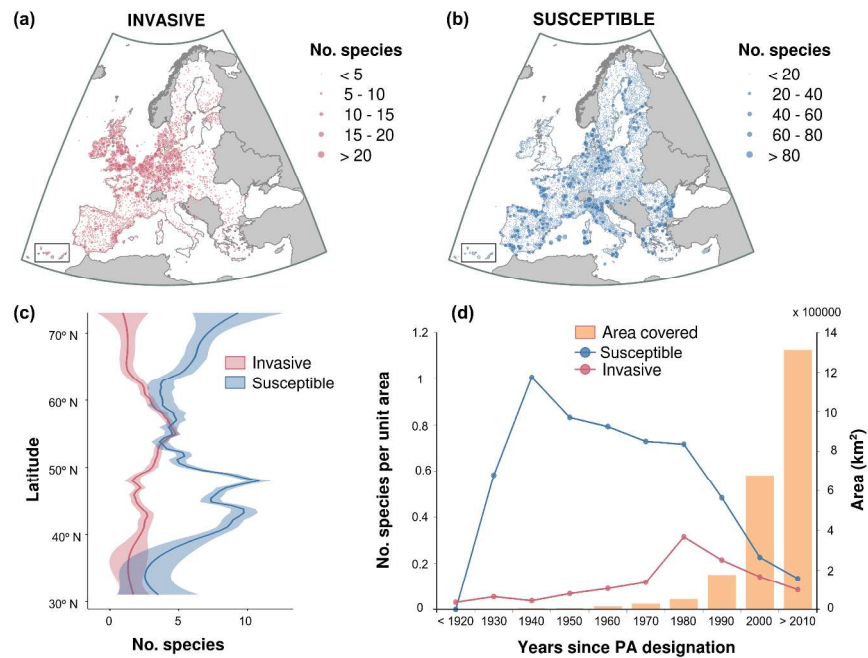 (a)
INVASIVE
No. species
< 5
5 - 10
10 - 15
15 - 20
> 20
(b)
SUSCEPTIBLE
No. species
< 20
20 - 40
40 - 60
60 - 80
> 80
(c)
70º N
60º N
50º N
40º N
30º N
Latitude
Invasive
Susceptible
0
5
10
No. species
(d)
x 100000
Area covered
Susceptible
Invasive
1.2
1
0.8
0.6
0.4
0.2
0
No. species per unit area
14
12
10
8
6
4
2
0
Area (km²)
< 1920 1930 1940 1950 1960 1970 1980 1990 2000 > 2010
Years since PA designation